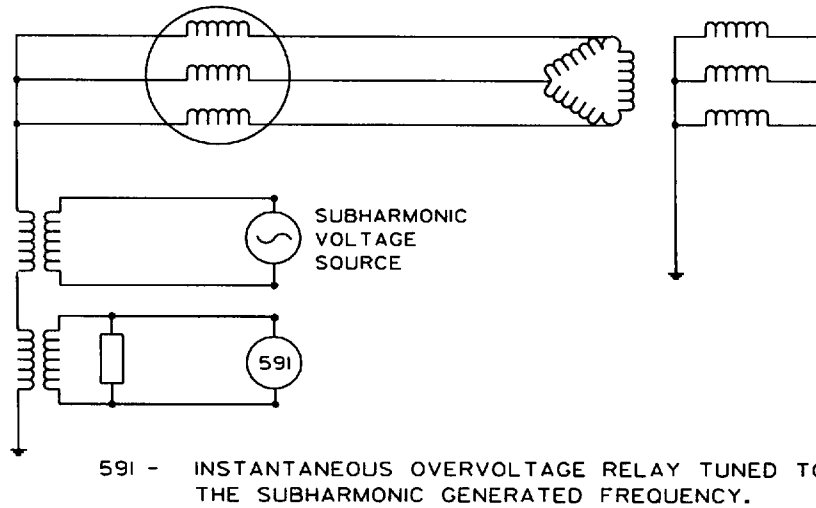 SUBHARMONIC
VOLTAGE
SOURCE
591
591 - INSTANTANEOUS OVERVOLTAGE RELAY TUNED TO
THE SUBHARMONIC GENERATED FREQUENCY.